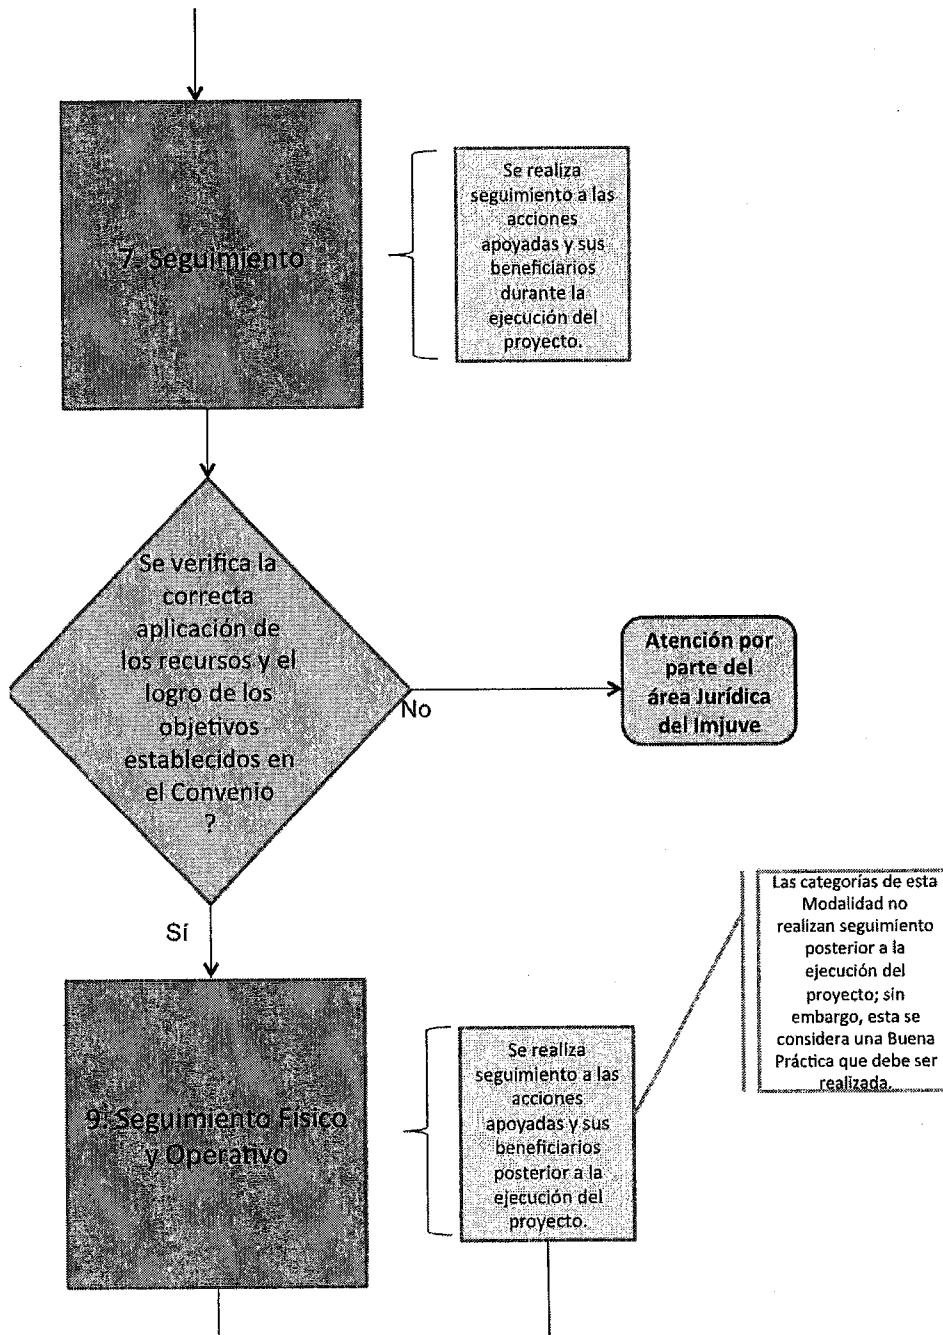 7. Seguimiento
Se realiza
seguimiento a las
acciones
apoyadas y sus
beneficiarios
durante la
ejecución del
proyecto.
Se verifica la
correcta
aplicación de
los recursos y el
logro de los
objetivos
establecidos en
el Convenio
?
No
Atención por
parte del
área Jurídica
del Imjuve
Sí
9. Seguimiento Físico
y Operativo
Se realiza
seguimiento a las
acciones
apoyadas y sus
beneficiarios
posterior a la
ejecución del
proyecto.
Las categorías de esta
Modalidad no
realizan seguimiento
posterior a la
ejecución del
proyecto; sin
embargo, esta se
considera una Buena
Práctica que debe ser
realizada.